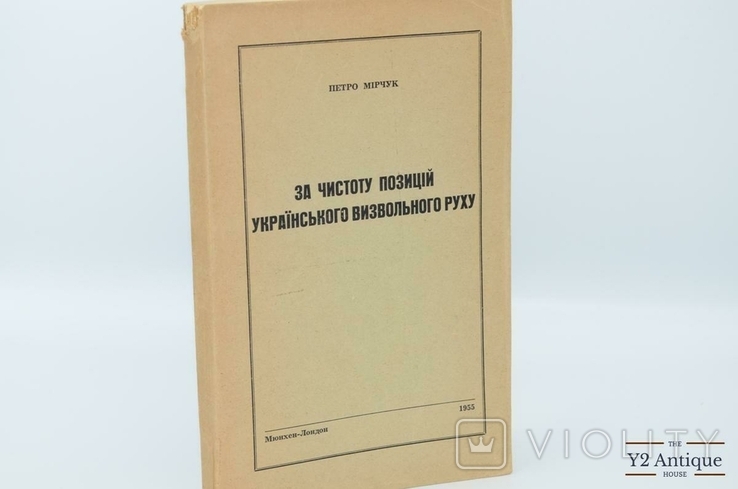 ПЕТРО МІРЧУК
ЗА ЧИСТОТУ ПОЗИЦІЙ
УКРАЇНСЬКОГО ВИЗВОЛЬНОГО РУХУ
Мюнхен-Лондон
1955
VIOLITY
THE
Y2 Antique
HOUSE